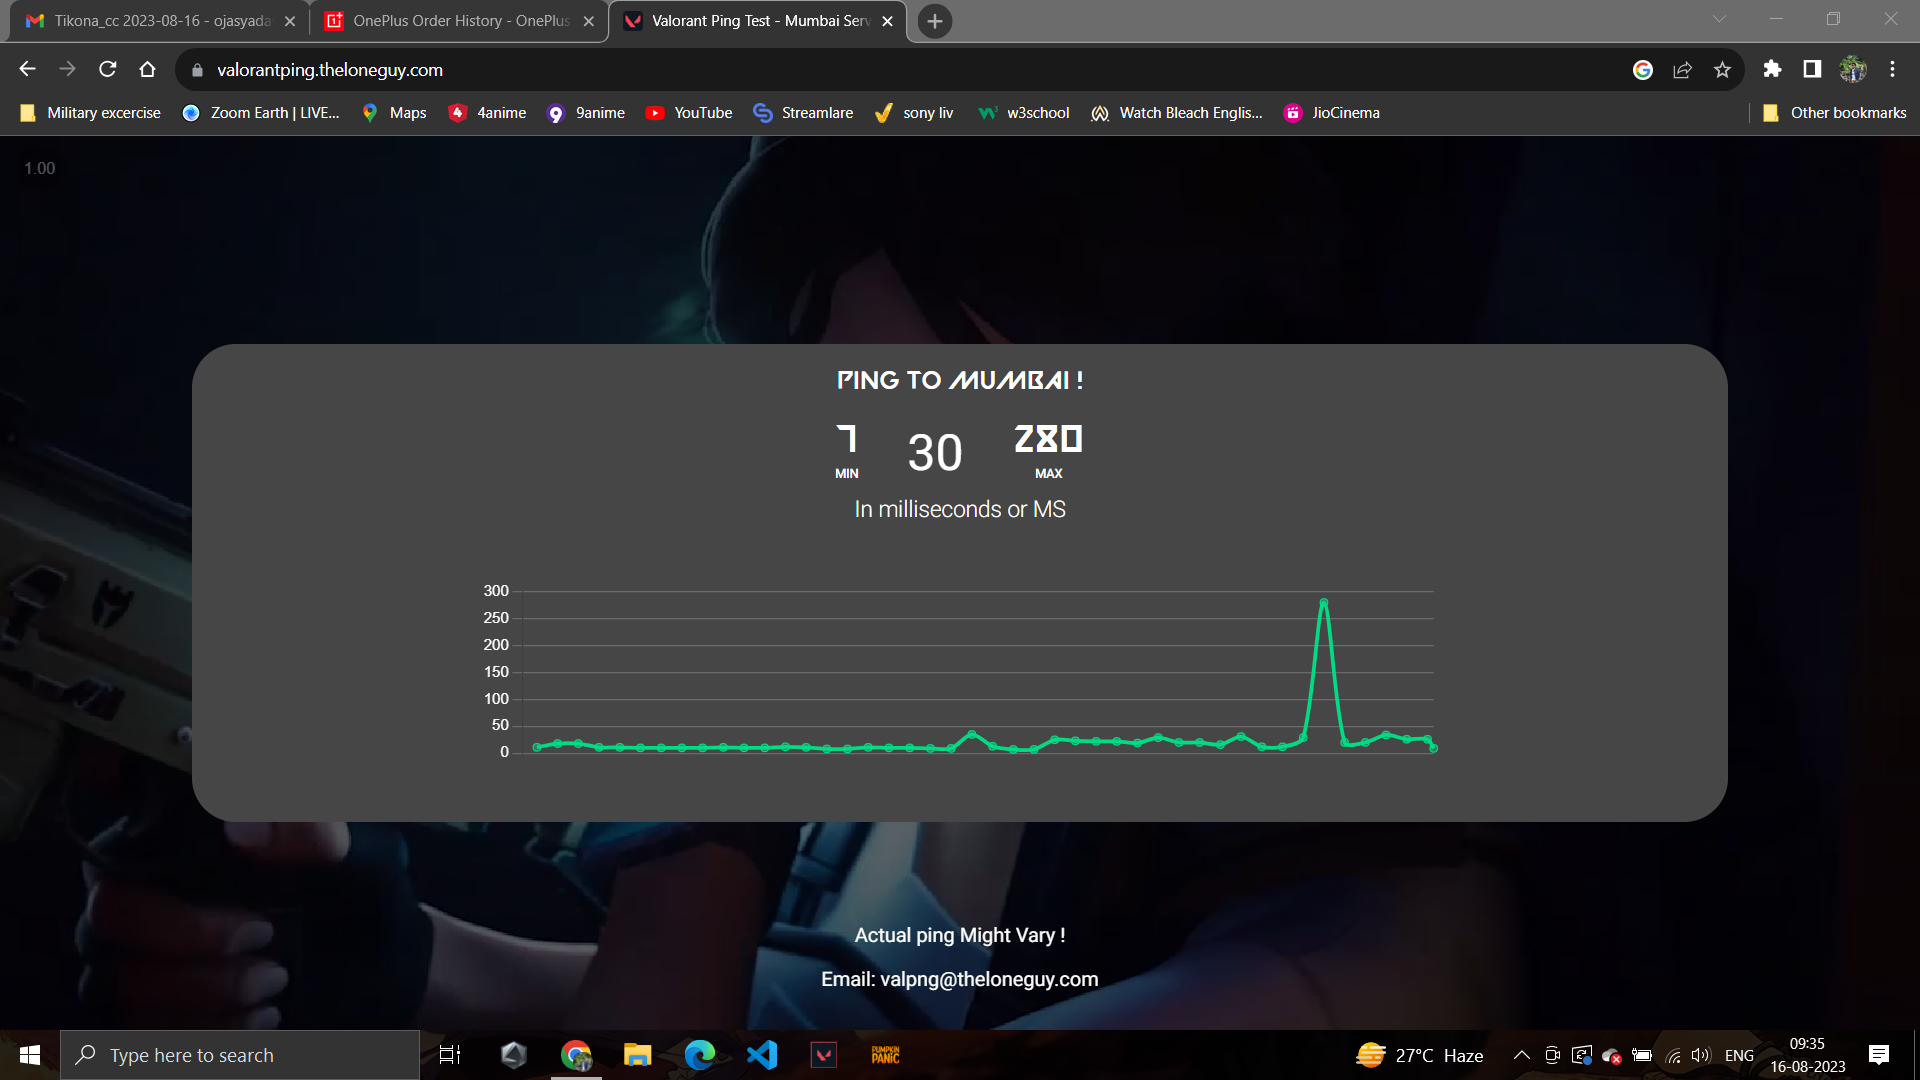 Tikona_cc 2023-08-16 - ojasyada
OnePlus Order History - OnePlus
Valorant Ping Test - Mumbai Serv
valorantping.theloneguy.com
Military excercise
Zoom Earth | LIVE...
Maps
4anime
9anime
YouTube
Streamlare
sony liv
w3school
Watch Bleach Englis...
JioCinema
Other bookmarks
1.00
PING TO MUMBAI !
7 30 280
MIN MAX
In milliseconds or MS
300
250
200
150
100
50
0
Actual ping Might Vary !
Email: valpng@theloneguy.com
Type here to search
PUMPKIN
PANIC
27°C Haze
ENG
09:35
16-08-2023